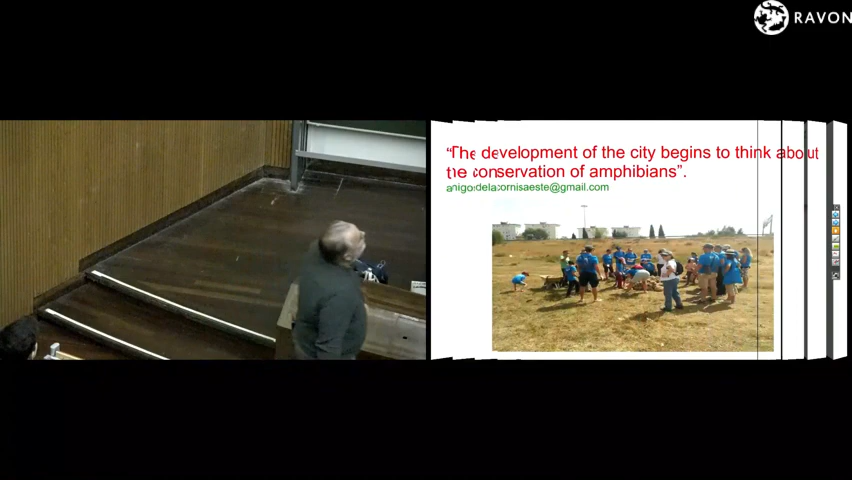 RAVON
“The development of the city begins to think about
the conservation of amphibians”.